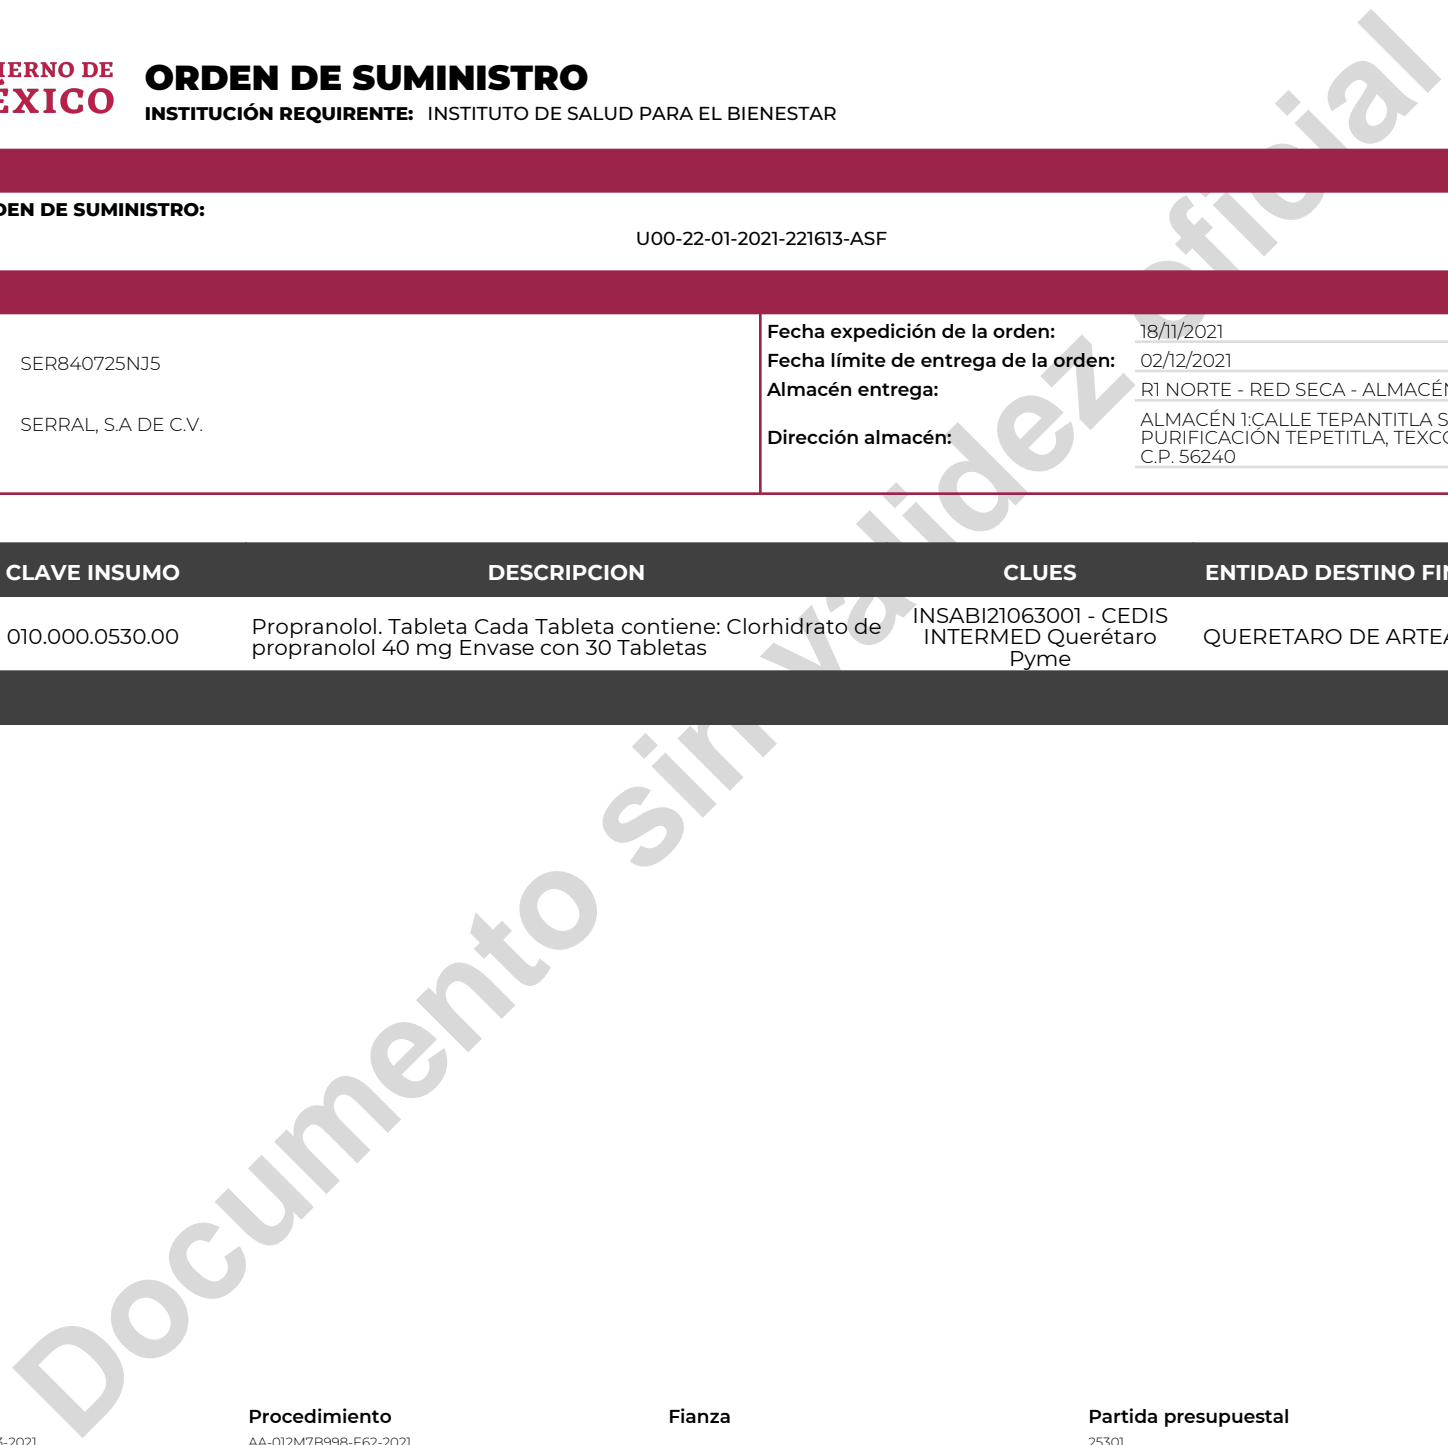 IERNO DE
ÉXICO
ORDEN DE SUMINISTRO
INSTITUCIÓN REQUIRENTE: INSTITUTO DE SALUD PARA EL BIENESTAR
DEN DE SUMINISTRO:
U00-22-01-2021-221613-ASF
SER840725NJ5
SERRAL, S.A DE C.V.
Fecha expedición de la orden: 18/11/2021
Fecha límite de entrega de la orden: 02/12/2021
Almacén entrega: R1 NORTE - RED SECA - ALMACÉN
Dirección almacén: ALMACÉN 1:CALLE TEPANTITLA S
PURIFICACIÓN TEPETITLA, TEXCO
C.P. 56240
CLAVE INSUMO DESCRIPCION CLUES ENTIDAD DESTINO FIN
010.000.0530.00
Propranolol. Tableta Cada Tableta contiene: Clorhidrato de
propranolol 40 mg Envase con 30 Tabletas
INSABI21063001 - CEDIS
INTERMED Querétaro
Pyme
QUERETARO DE ARTEA
Documento sin validez oficial
Procedimiento Fianza Partida presupuestal
3-2021 AA-012M7B998-E62-2021 25301